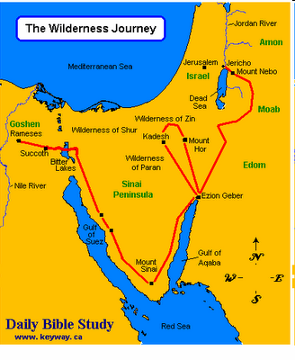 The Wilderness Journey
Jordan River
Amon
Mediterranean Sea
Jerusalem
Jericho
Mount Nebo
Israel
Dead
Sea
Moab
Goshen
Rameses
Wilderness of Shur
Wilderness of Zin
Kadesh
Mount
Hor
Succoth
Bitter
Lakes
Wilderness
of Paran
Edom
Nile River
Sinai
Peninsula
Ezion Geber
Gulf
of
Suez
Mount
Sinai
Gulf of
Aqaba
N
W
E
S
Daily Bible Study
www.keyway.ca
Red Sea